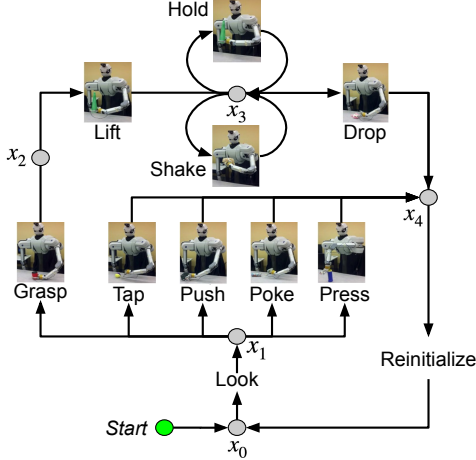 Hold
Lift
x3
Drop
x2
Shake
x4
Grasp
Tap
Push
Poke
Press
x1
Look
Reinitialize
Start
x0